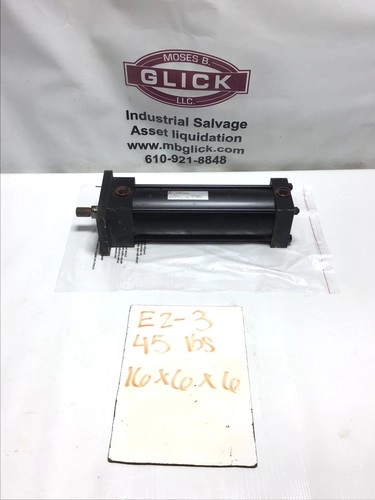 MOSES B.
GLICK
LLC.
Industrial Salvage
Asset liquidation
www.mbglick.com
610-921-8848
E2-3
45 lbs
16x6x6